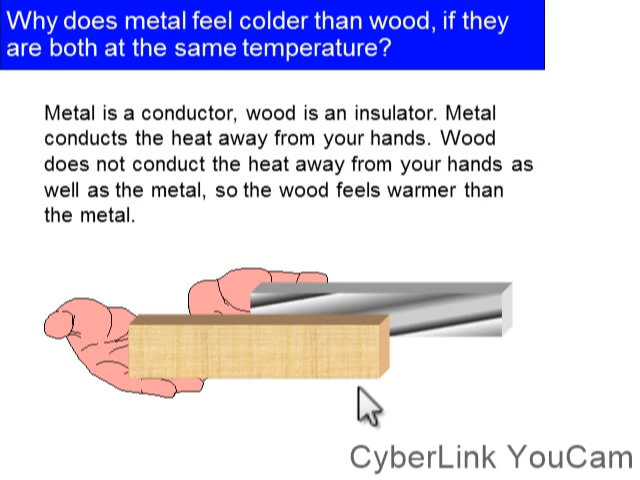 Why does metal feel colder than wood, if they
are both at the same temperature?
Metal is a conductor, wood is an insulator. Metal
conducts the heat away from your hands. Wood
does not conduct the heat away from your hands as
well as the metal, so the wood feels warmer than
the metal.
CyberLink YouCam